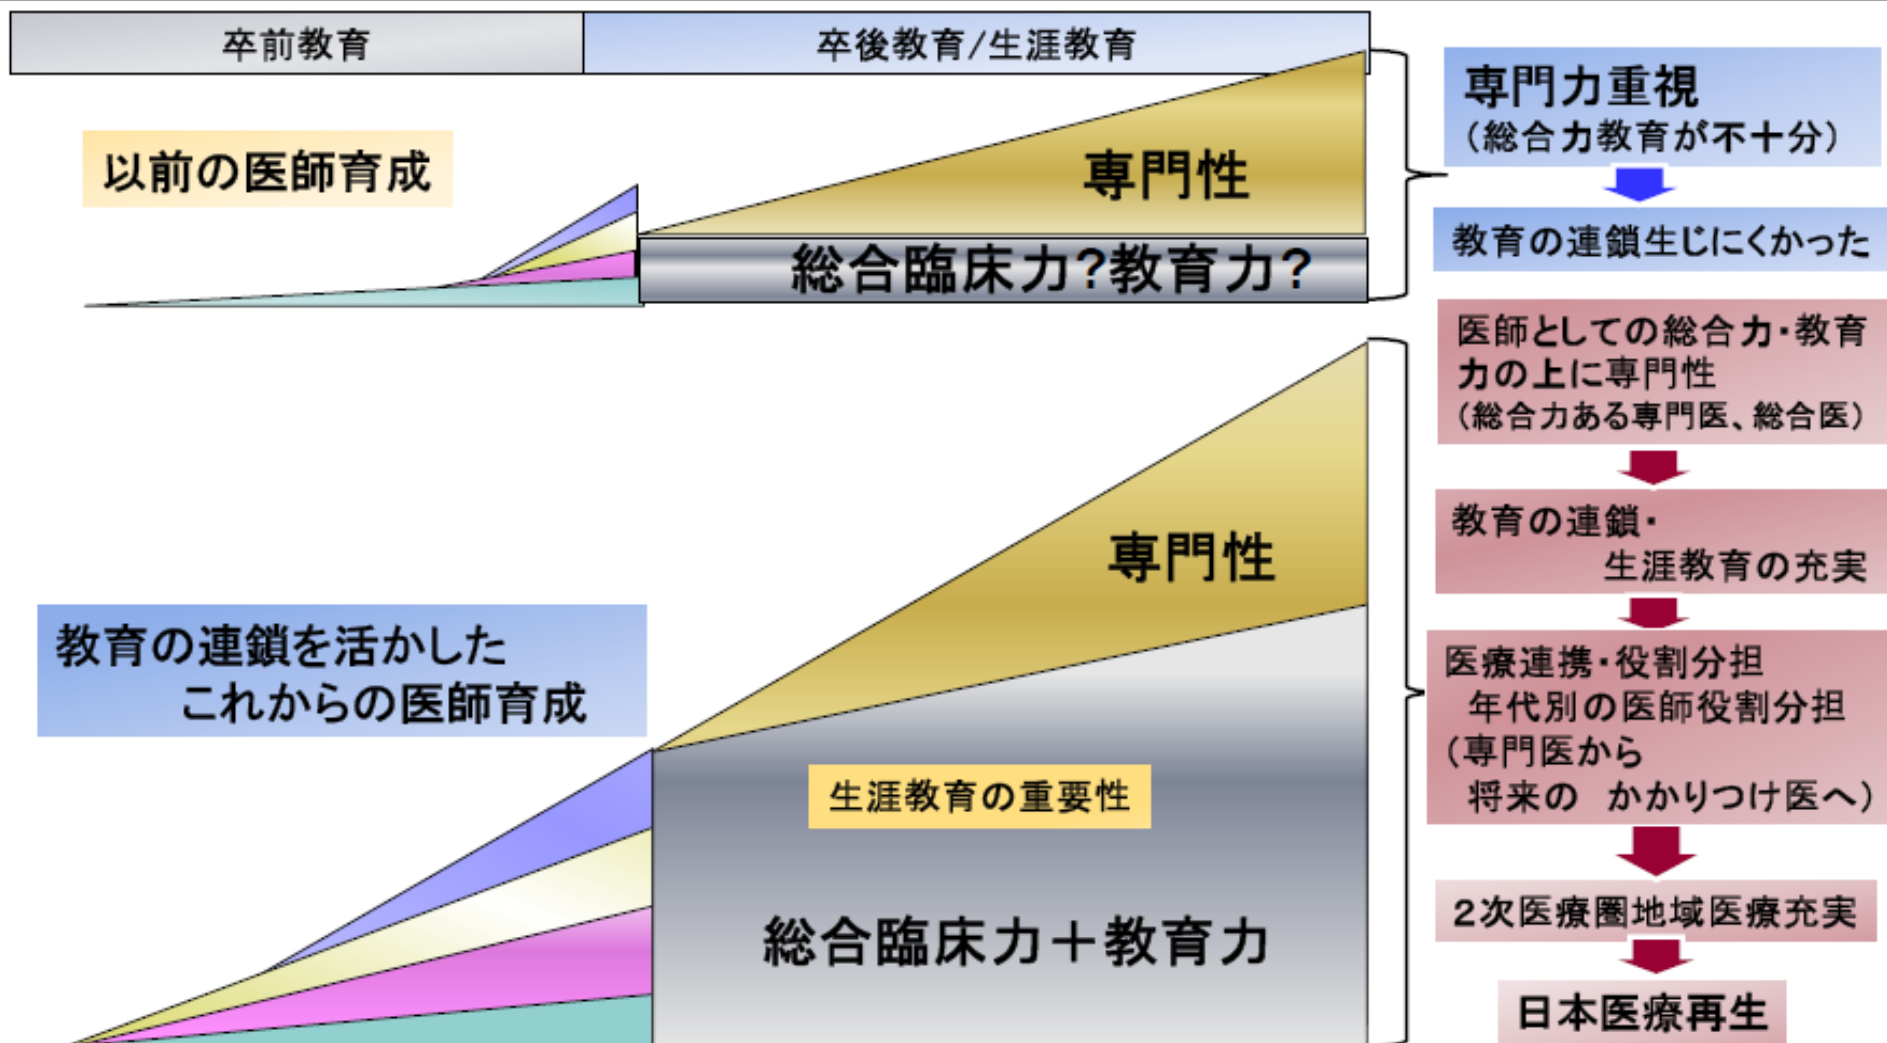 卒前教育
卒後教育/生涯教育
以前の医師育成
専門性
総合臨床力?教育力?
専門力重視
(総合力教育が不十分)
教育の連鎖生じにくかった
医師としての総合力・教育
力の上に専門性
(総合力ある専門医、総合医)
教育の連鎖・
生涯教育の充実
教育の連鎖を活かした
これからの医師育成
専門性
生涯教育の重要性
総合臨床力+教育力
医療連携・役割分担
年代別の医師役割分担
(専門医から
将来の かかりつけ医へ)
2次医療圏地域医療充実
日本医療再生